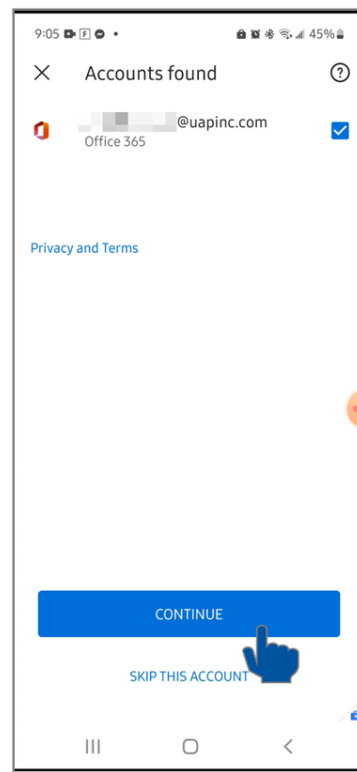 9:05
45%
Accounts found
@uapinc.com
Office 365
Privacy and Terms
CONTINUE
SKIP THIS ACCOUNT